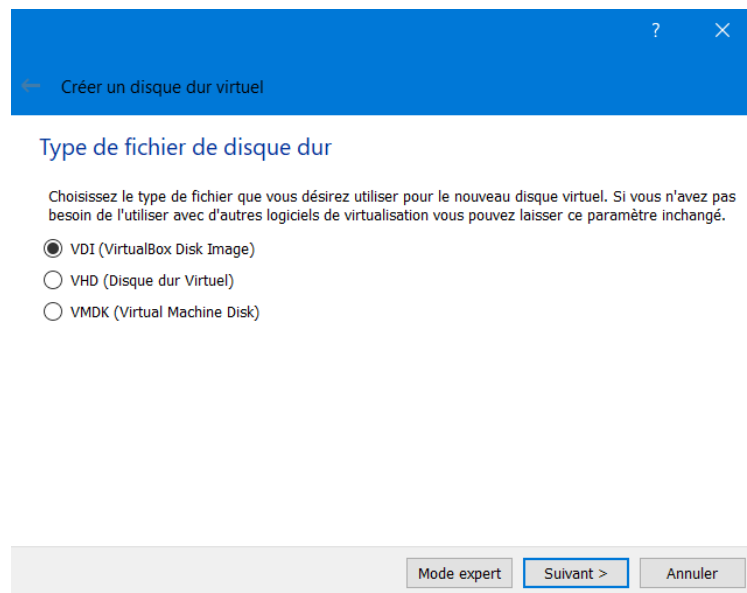 ?
Créer un disque dur virtuel
Type de fichier de disque dur
Choisissez le type de fichier que vous désirez utiliser pour le nouveau disque virtuel. Si vous n'avez pas
besoin de l'utiliser avec d'autres logiciels de virtualisation vous pouvez laisser ce paramètre inchangé.
VDI (VirtualBox Disk Image)
VHD (Disque dur Virtuel)
VMDK (Virtual Machine Disk)
Mode expert Suivant > Annuler